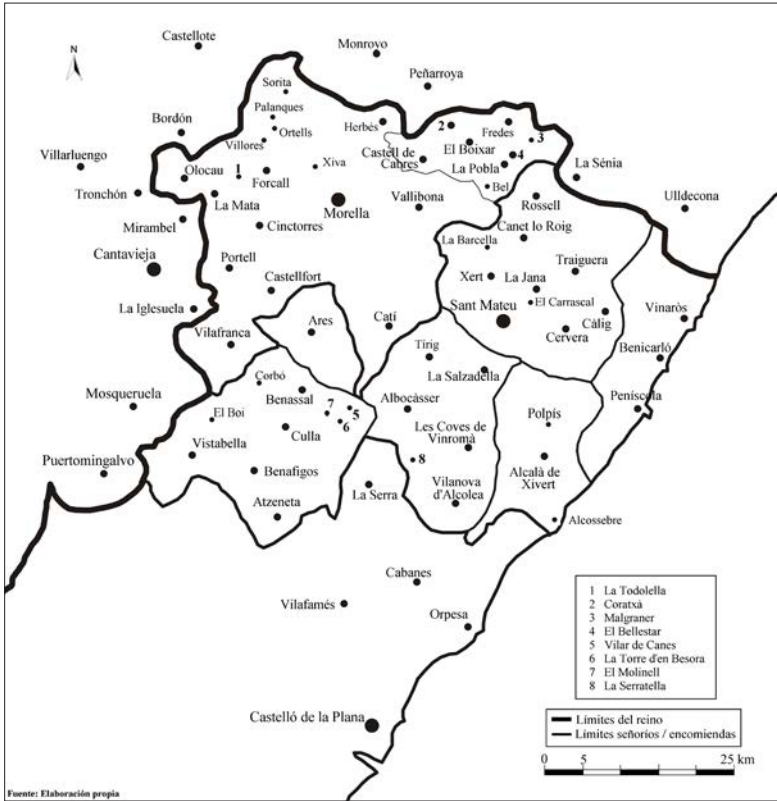 Castellote
Monroyo
N
Peñarroya
Sorita
Palanques
Bordón
Herbés
2
Fredes
3
Ortells
Villores
El Boixar
4
Villarluengo
Xiva
Castell de
Cabres
La Pobla
La Sénia
Olocau
1
Forcall
Bel
Tronchón
La Mata
Morella
Vallibona
Rossell
Ulldecona
Mirambel
Cinctorres
Canet lo Roig
La Barcella
Cantavieja
Portell
Traiguera
Castellfort
Xert
La Jana
La Iglesuela
El Carrascal
Sant Mateu
Vinaròs
Ares
Catí
Càlig
Vilafranca
Cervera
Tírig
Benicarló
Corbó
La Salzadella
Mosqueruela
Benassal
Albocàsser
Peníscola
El Boi
7
5
6
Polpís
Culla
Les Coves de
Vinromà
Vistabella
8
Puertomingalvo
Benafigos
Alcalà de
Xivert
La Serra
Vilanova
d'Alcolea
Atzeneta
Alcossebre
Cabanes
Vilafamés
Orpesa
1 La Todolella
2 Coratxà
3 Malgraner
4 El Bellestar
5 Vilar de Canes
6 La Torre d'en Besora
7 El Molinell
8 La Serratella
Castelló de la Plana
Límites del reino
Límites señoríos / encomiendas
0 5 25 km
Fuente: Elaboración propia